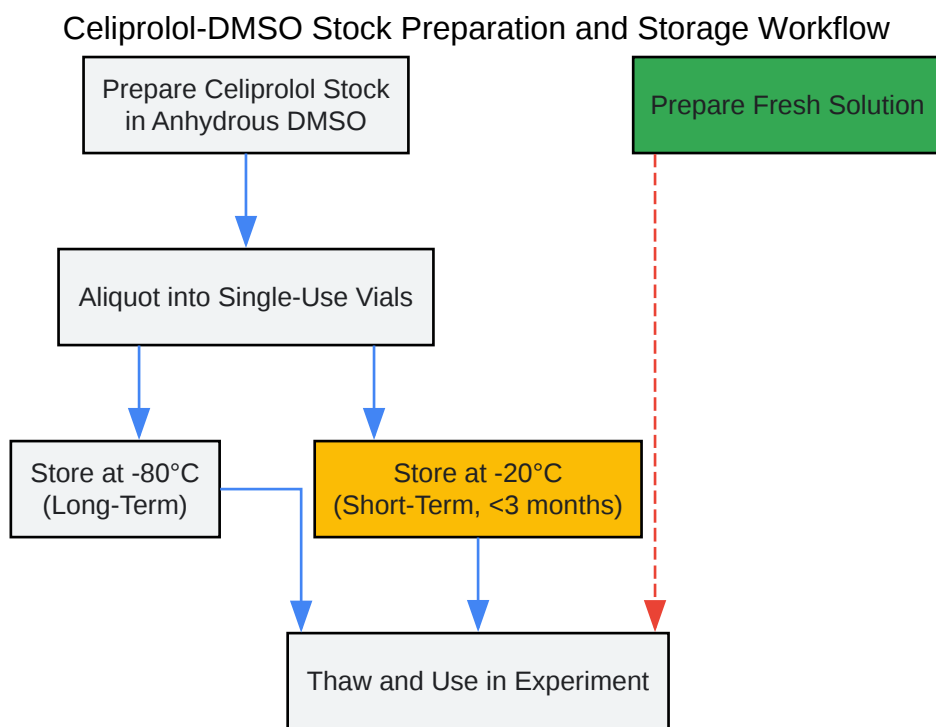 Celiprolol-DMSO Stock Preparation and Storage Workflow
Prepare Celiprolol Stock
in Anhydrous DMSO
Prepare Fresh Solution
Aliquot into Single-Use Vials
Store at -80°C
(Long-Term)
Store at -20°C
(Short-Term, <3 months)
Thaw and Use in Experiment